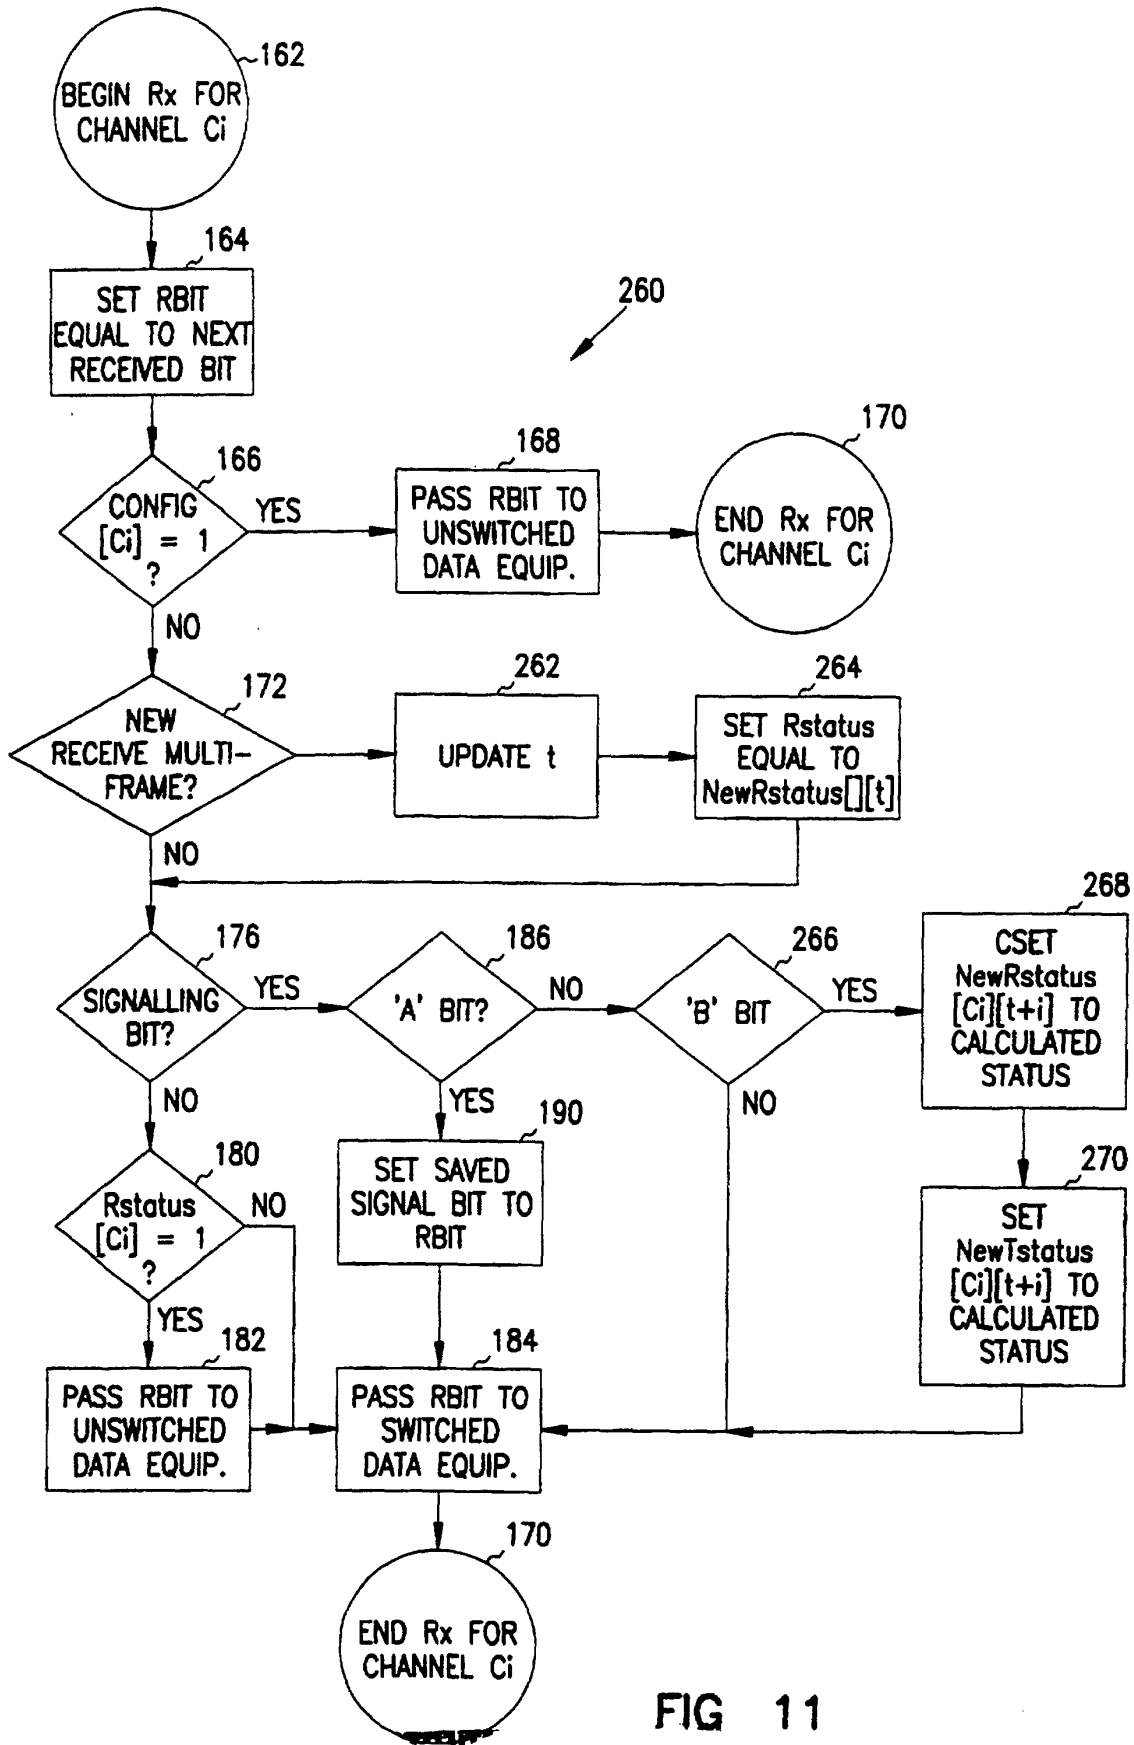 162
BEGIN Rx FOR
CHANNEL Ci
164
SET RBIT
EQUAL TO NEXT
RECEIVED BIT
260
166
CONFIG
[Ci] = 1
?
YES
NO
168
PASS RBIT TO
UNSWITCHED
DATA EQUIP.
170
END Rx FOR
CHANNEL Ci
172
NEW
RECEIVE MULTI-
FRAME?
NO
262
UPDATE t
264
SET Rstatus
EQUAL TO
NewRstatus[][t]
176
SIGNALLING
BIT?
YES
NO
186
'A' BIT?
NO
YES
266
'B' BIT
YES
NO
268
CSET
NewRstatus
[Ci][t+i] TO
CALCULATED
STATUS
180
Rstatus
[Ci] = 1
?
NO
YES
190
SET SAVED
SIGNAL BIT TO
RBIT
270
SET
NewTstatus
[Ci][t+i] TO
CALCULATED
STATUS
182
PASS RBIT TO
UNSWITCHED
DATA EQUIP.
184
PASS RBIT TO
SWITCHED
DATA EQUIP.
170
END Rx FOR
CHANNEL Ci
FIG 11